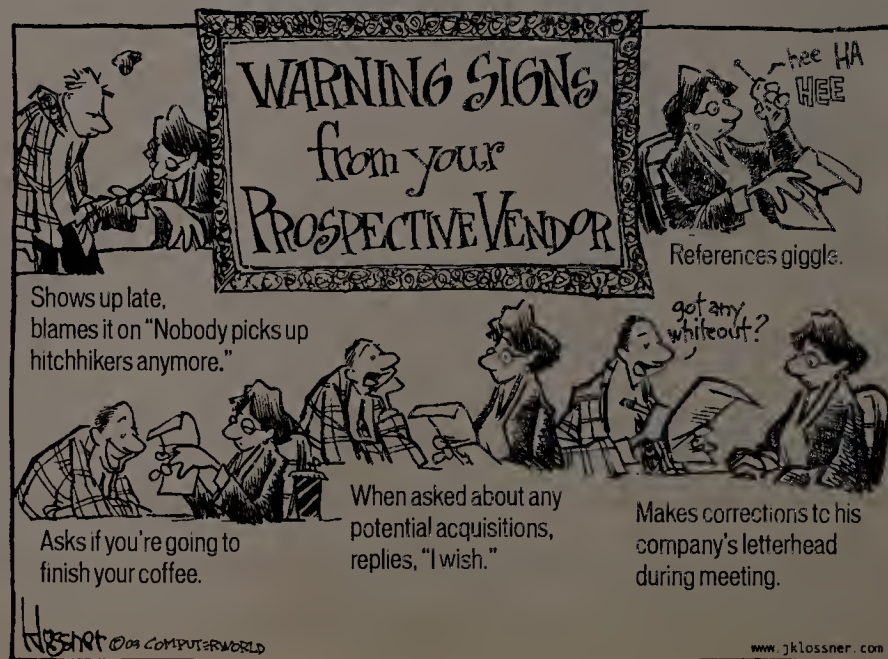 WARNING SIGNS
from your
PROSPECTIVE VENDOR
hee HA
HEE
References giggle.
Shows up late,
blames it on "Nobody picks up
hitchhikers anymore."
got any
whiteout?
Asks if you're going to
finish your coffee.
When asked about any
potential acquisitions,
replies, "I wish."
Makes corrections to his
company's letterhead
during meeting.
Klossner ©03 COMPUTERWORLD
www.jklossner.com